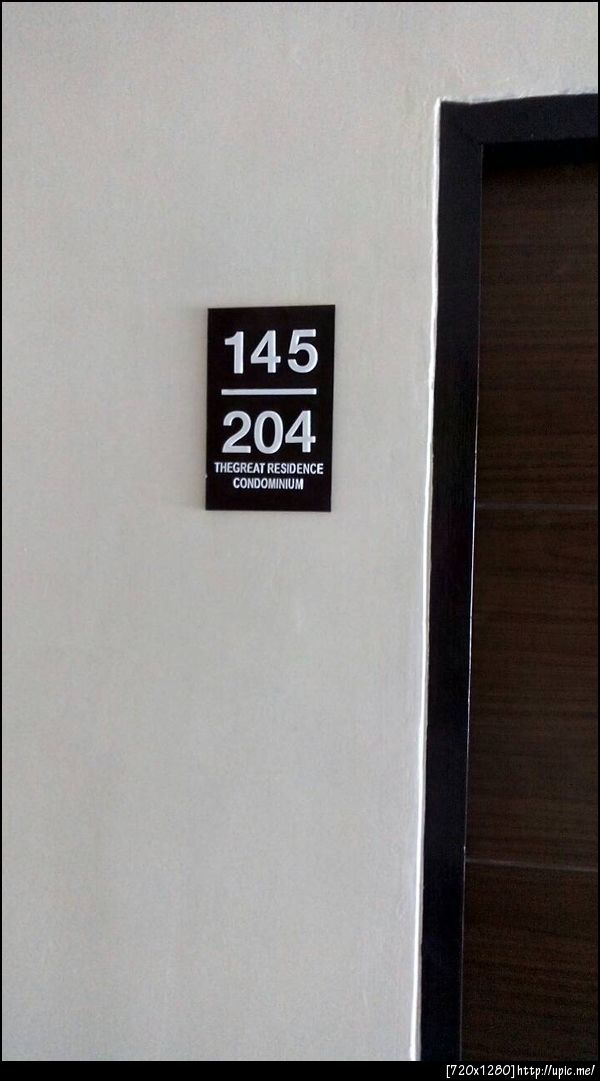 145
204
THEGREAT RESIDENCE
CONDOMINIUM
[720x1280]http://upic.me/